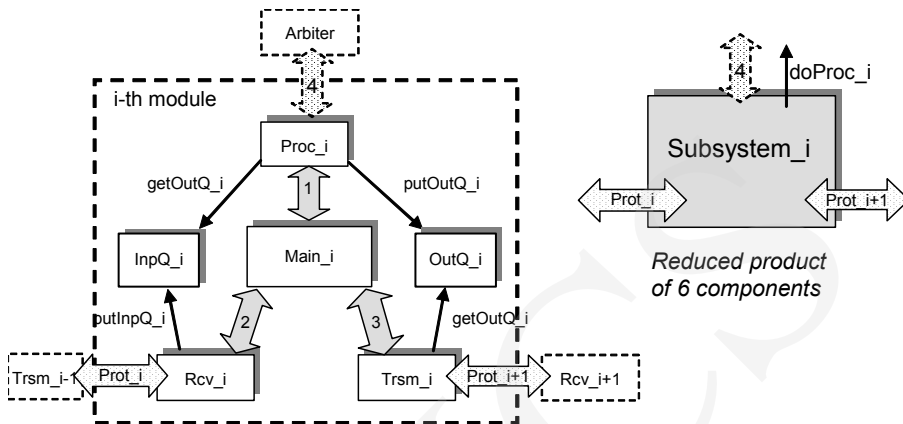 Arbiter
4
i-th module
Proc_i
getOutQ_i
putOutQ_i
1
InpQ_i
Main_i
OutQ_i
putInpQ_i
2
3
getOutQ_i
Trsm_i-1
Prot_i
Rcv_i
Trsm_i
Prot_i+1
Rcv_i+1
4
doProc_i
Subsystem_i
Prot_i
Prot_i+1
Reduced product
of 6 components